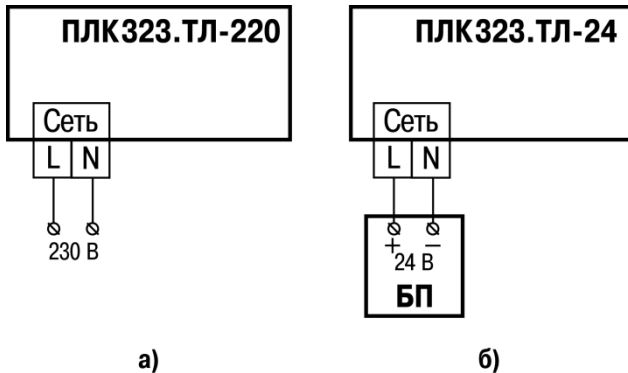 ПЛК323.ТЛ-220
Сеть
L N
230 В
а)
ПЛК323.ТЛ-24
Сеть
L N
+ −
24 В
БП
б)